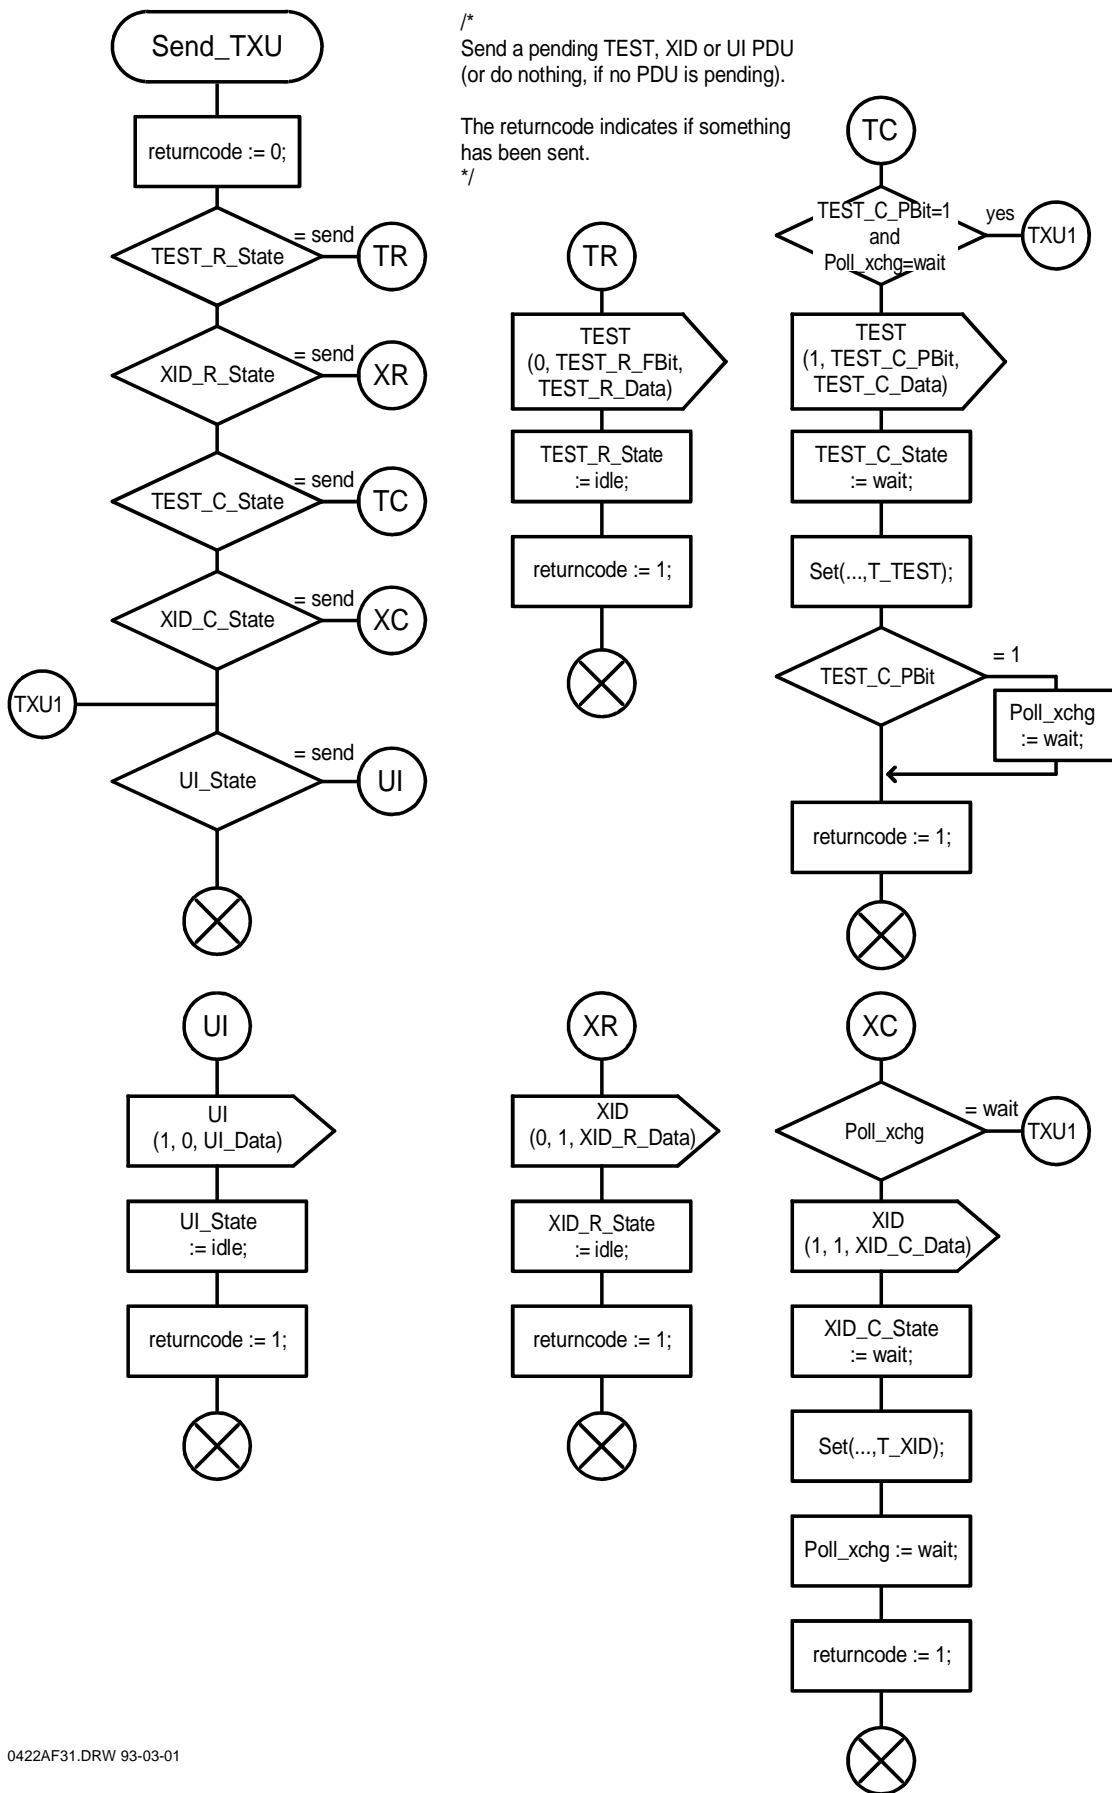 Send_TXU
/*
Send a pending TEST, XID or UI PDU
(or do nothing, if no PDU is pending).
The returncode indicates if something
has been sent.
*/
returncode := 0;
TEST_R_State
= send
TR
XID_R_State
= send
XR
TEST_C_State
= send
TC
XID_C_State
= send
XC
TXU1
UI_State
= send
UI
TR
TEST
(0, TEST_R_FBit,
TEST_R_Data)
TEST_R_State
:= idle;
returncode := 1;
TC
TEST_C_PBit=1
and
Poll_xchg=wait
yes
TXU1
TEST
(1, TEST_C_PBit,
TEST_C_Data)
TEST_C_State
:= wait;
Set(...,T_TEST);
TEST_C_PBit
= 1
Poll_xchg
:= wait;
returncode := 1;
UI
UI
(1, 0, UI_Data)
UI_State
:= idle;
returncode := 1;
XR
XID
(0, 1, XID_R_Data)
XID_R_State
:= idle;
returncode := 1;
XC
Poll_xchg
= wait
TXU1
XID
(1, 1, XID_C_Data)
XID_C_State
:= wait;
Set(...,T_XID);
Poll_xchg := wait;
returncode := 1;
0422AF31.DRW 93-03-01